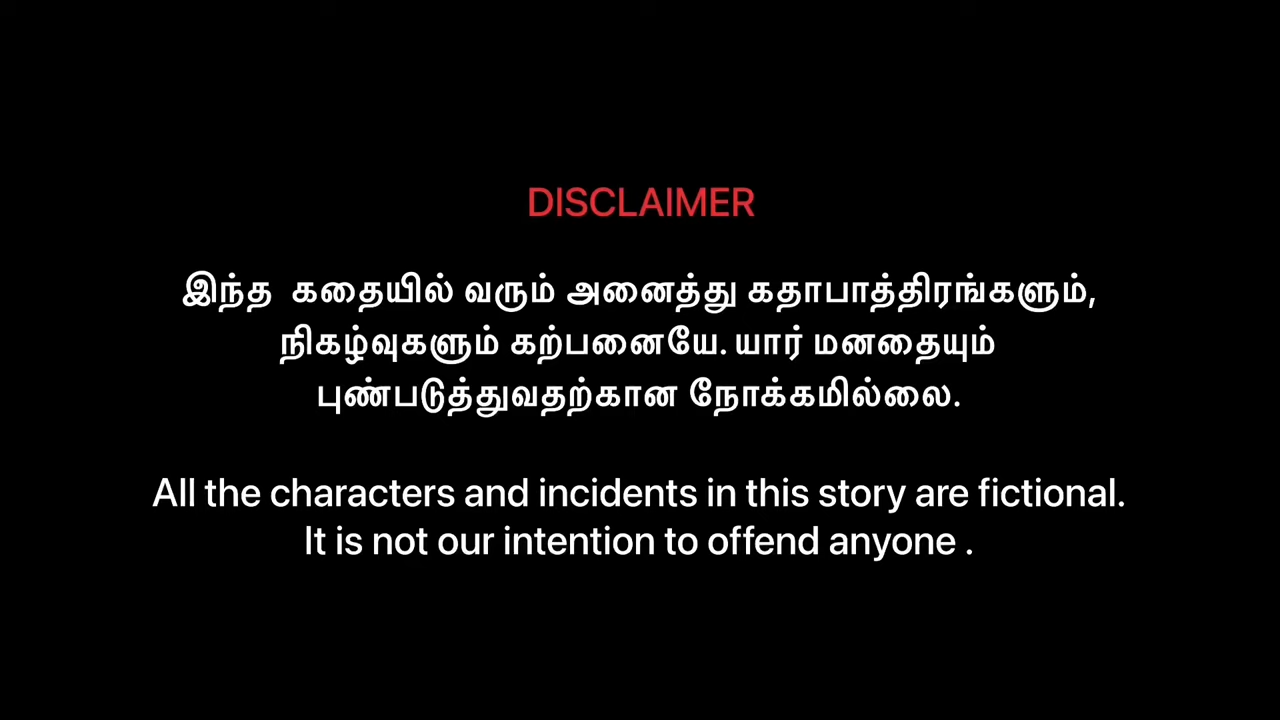 DISCLAIMER
இந்த கதையில் வரும் அனைத்து கதாபாத்திரங்களும்,
நிகழ்வுகளும் கற்பனையே. யார் மனதையும்
புண்படுத்துவதற்கான நோக்கமில்லை.
All the characters and incidents in this story are fictional.
It is not our intention to offend anyone .